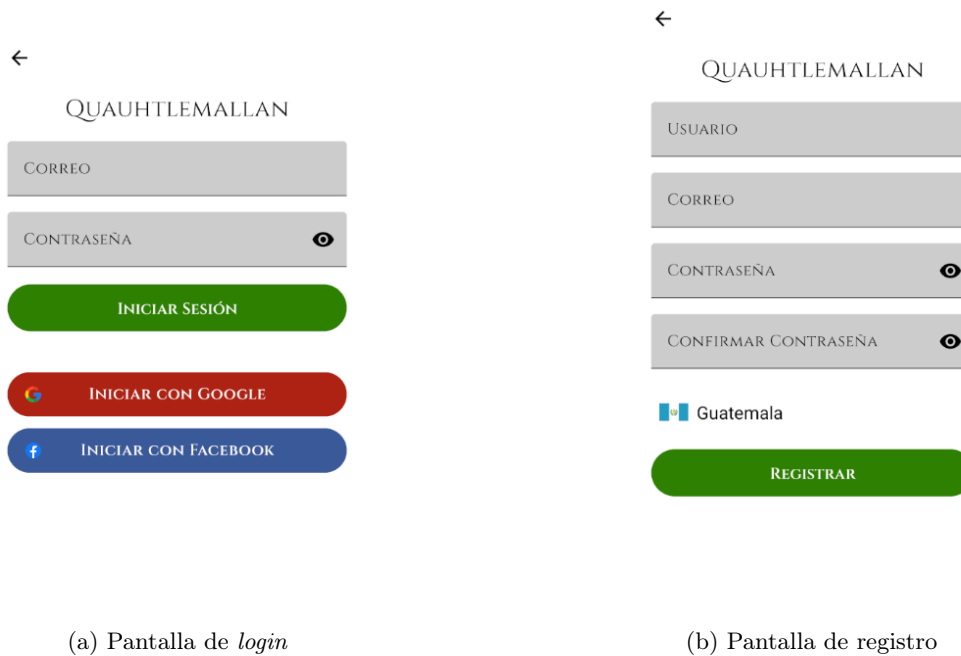 Quauhtlemallan
Correo
Contraseña
Iniciar Sesión
Iniciar con Google
Iniciar con Facebook
(a) Pantalla de login
Quauhtlemallan
Usuario
Correo
Contraseña
Confirmar Contraseña
Guatemala
Registrar
(b) Pantalla de registro